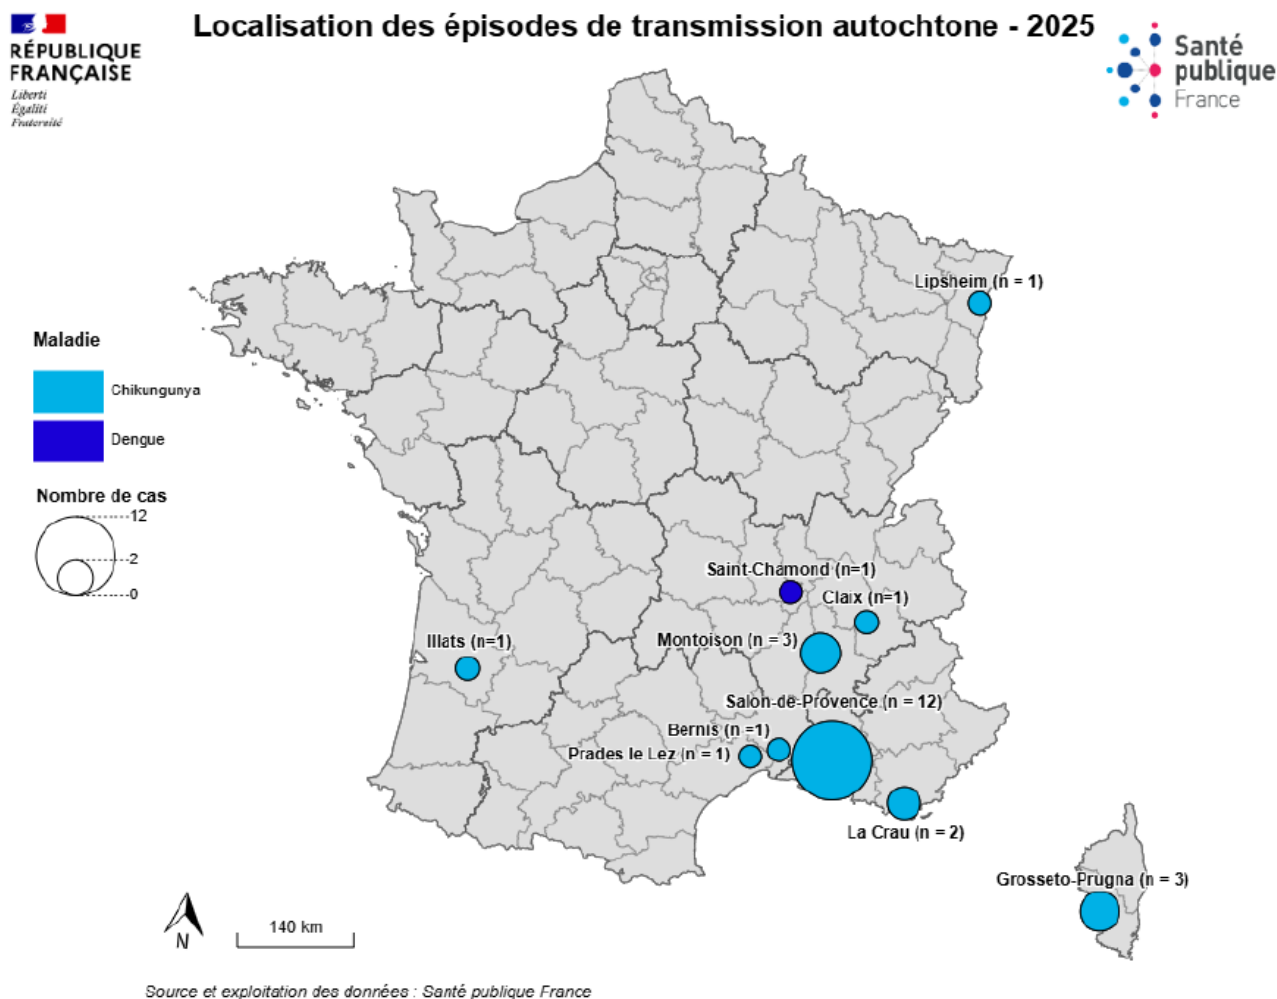 Localisation des épisodes de transmission autochtone - 2025
RÉPUBLIQUE
FRANÇAISE
Liberti
Égaliti
Fraternité
Santé
publique
France
Lipsheim (n = 1)
Maladie
Chikungunya
Dengue
Nombre de cas
12
2
0
Saint-Chamond (n=1)
Claix (n=1)
Illats (n=1)
Montoison (n = 3)
Salon-de-Provence (n = 12)
Bernis (n =1)
Prades le Lez (n = 1)
La Crau (n = 2)
Grosseto-Prugna (n = 3)
N
140 km
Source et exploitation des données : Santé publique France